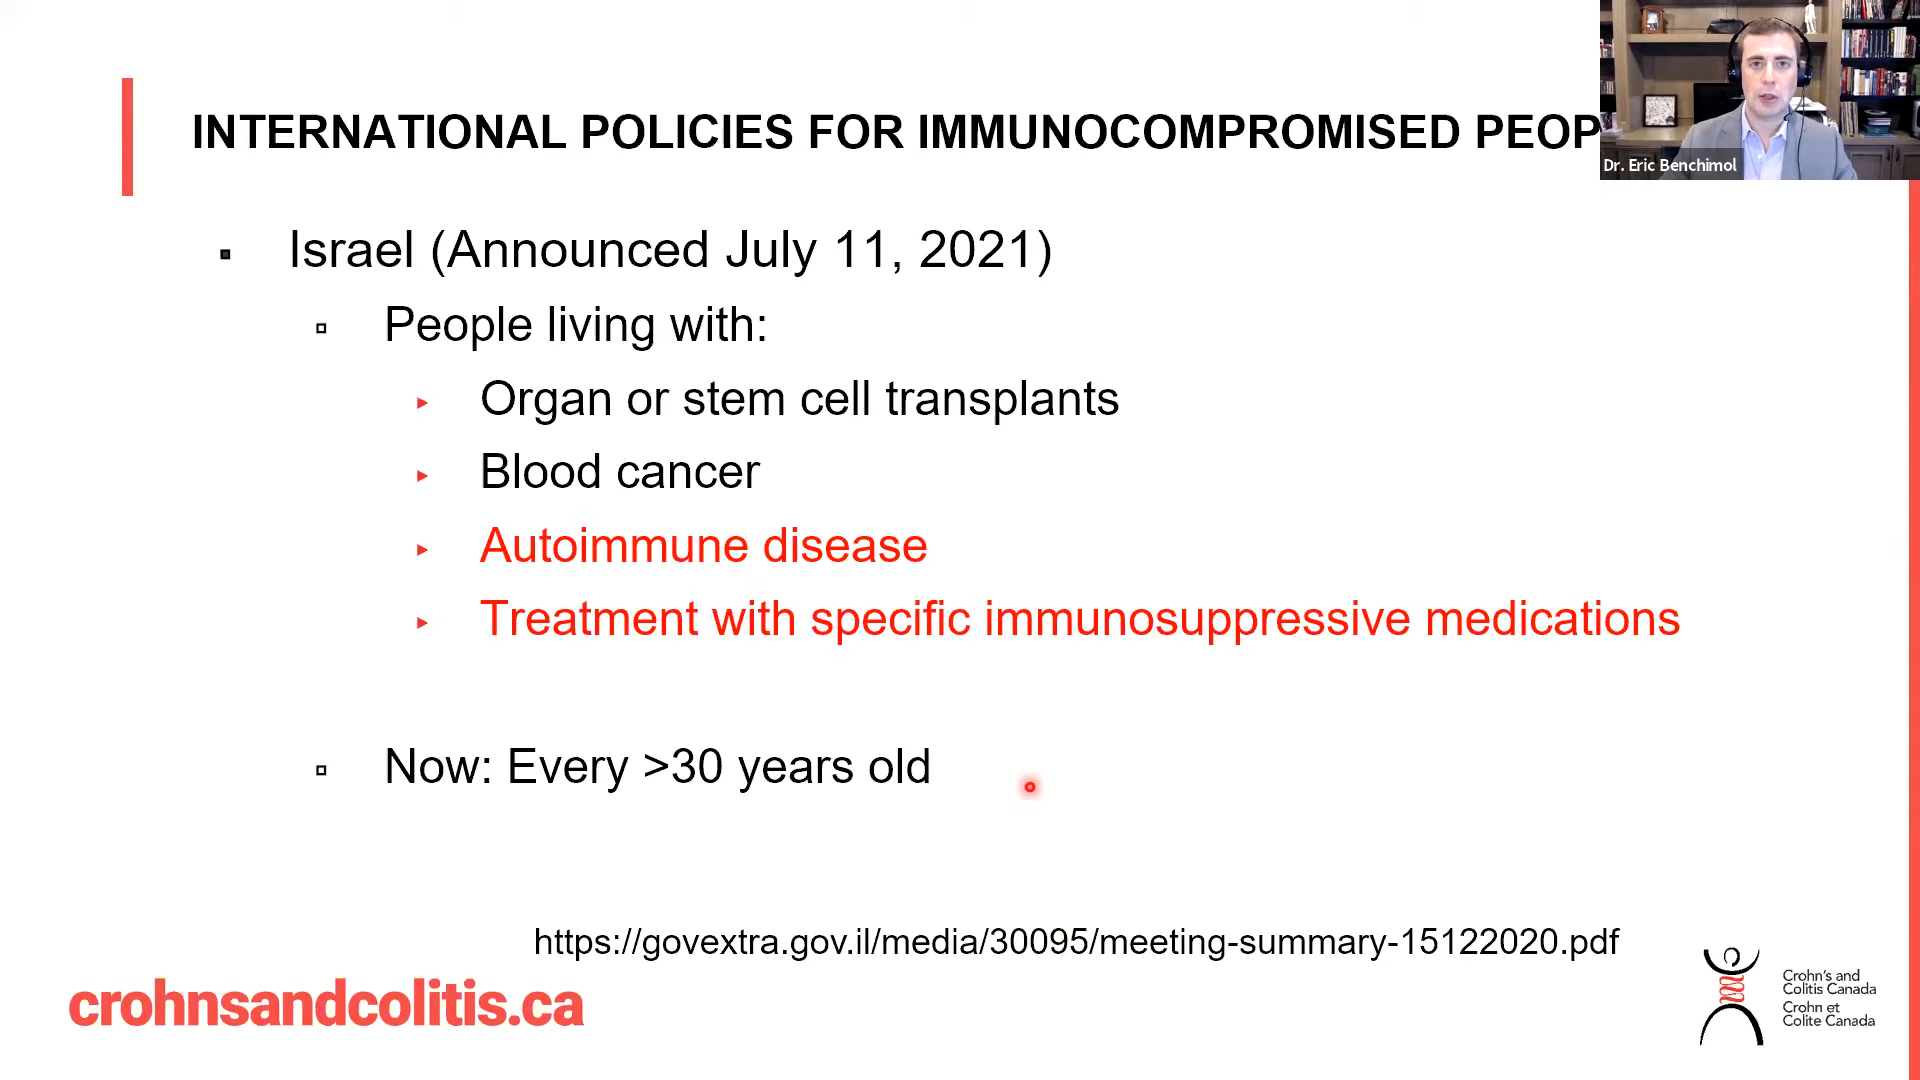 INTERNATIONAL POLICIES FOR IMMUNOCOMPROMISED PEOP
Dr. Eric Benchimol
Israel (Announced July 11, 2021)
People living with:
Organ or stem cell transplants
Blood cancer
Autoimmune disease
Treatment with specific immunosuppressive medications
Now: Every >30 years old
https://govextra.gov.il/media/30095/meeting-summary-15122020.pdf
crohnsandcolitis.ca
Crohn's and
Colitis Canada
Crohn et
Colite Canada